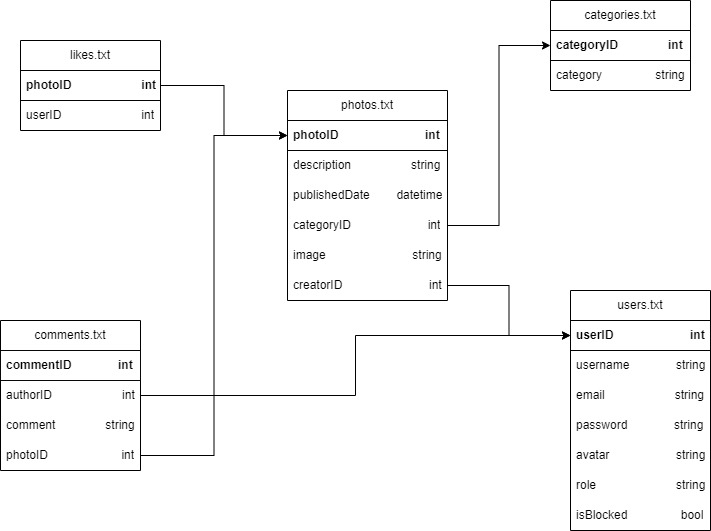 likes.txt
photoID int
userID int
photos.txt
photoID int
description string
publishedDate datetime
categoryID int
image string
creatorID int
categories.txt
categoryID int
category string
comments.txt
commentID int
authorID int
comment string
photoID int
users.txt
userID int
username string
email string
password string
avatar string
role string
isBlocked bool